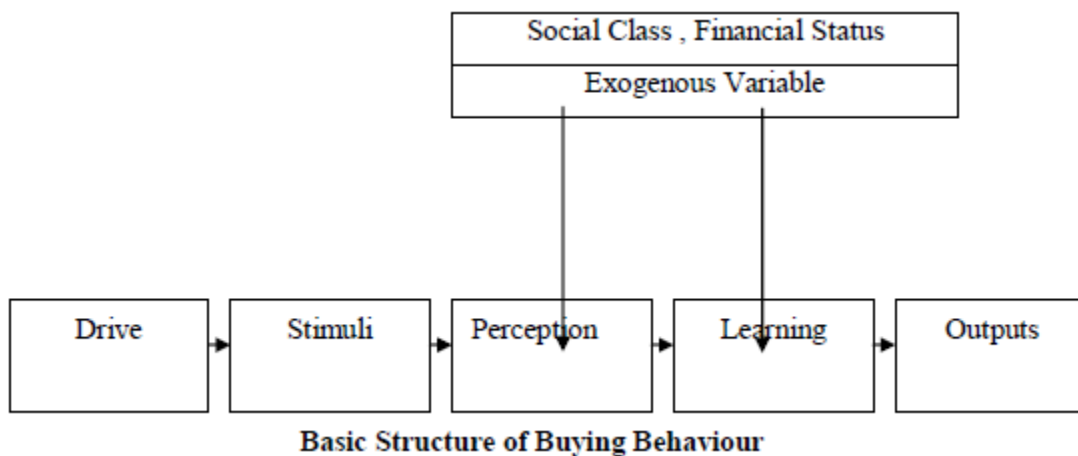 Social Class , Financial Status
Exogenous Variable
Drive
Stimuli
Perception
Learning
Outputs
Basic Structure of Buying Behaviour